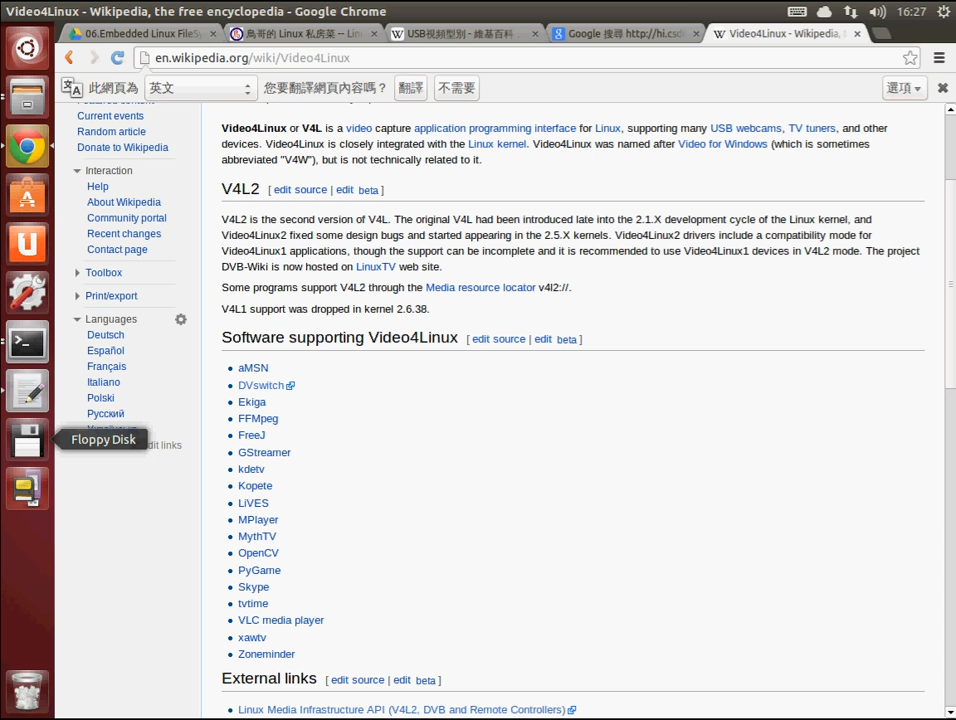 Video4Linux - Wikipedia, the free encyclopedia - Google Chrome
16:27
06.Embedded Linux FileSy
鳥哥的 Linux 私房菜 -- Lin
USB視頻型別 - 維基百科
Google 搜尋 http://hi.csd
Video4Linux - Wikipedia,
en.wikipedia.org/wiki/Video4Linux
此網頁為 英文 您要翻譯網頁內容嗎？ 翻譯 不需要 選項
Current events
Random article
Donate to Wikipedia
Interaction
Help
About Wikipedia
Community portal
Recent changes
Contact page
Toolbox
Print/export
Languages
Deutsch
Español
Français
Italiano
Polski
Русский
Floppy Disk
dit links
Video4Linux or V4L is a video capture application programming interface for Linux, supporting many USB webcams, TV tuners, and other
devices. Video4Linux is closely integrated with the Linux kernel. Video4Linux was named after Video for Windows (which is sometimes
abbreviated "V4W"), but is not technically related to it.
V4L2 [ edit source | edit beta ]
V4L2 is the second version of V4L. The original V4L had been introduced late into the 2.1.X development cycle of the Linux kernel, and
Video4Linux2 fixed some design bugs and started appearing in the 2.5.X kernels. Video4Linux2 drivers include a compatibility mode for
Video4Linux1 applications, though the support can be incomplete and it is recommended to use Video4Linux1 devices in V4L2 mode. The project
DVB-Wiki is now hosted on LinuxTV web site.
Some programs support V4L2 through the Media resource locator v4l2://.
V4L1 support was dropped in kernel 2.6.38.
Software supporting Video4Linux [ edit source | edit beta ]
aMSN
DVswitch
Ekiga
FFMpeg
FreeJ
GStreamer
kdetv
Kopete
LiVES
MPlayer
MythTV
OpenCV
PyGame
Skype
tvtime
VLC media player
xawtv
Zoneminder
External links [ edit source | edit beta ]
Linux Media Infrastructure API (V4L2, DVB and Remote Controllers)